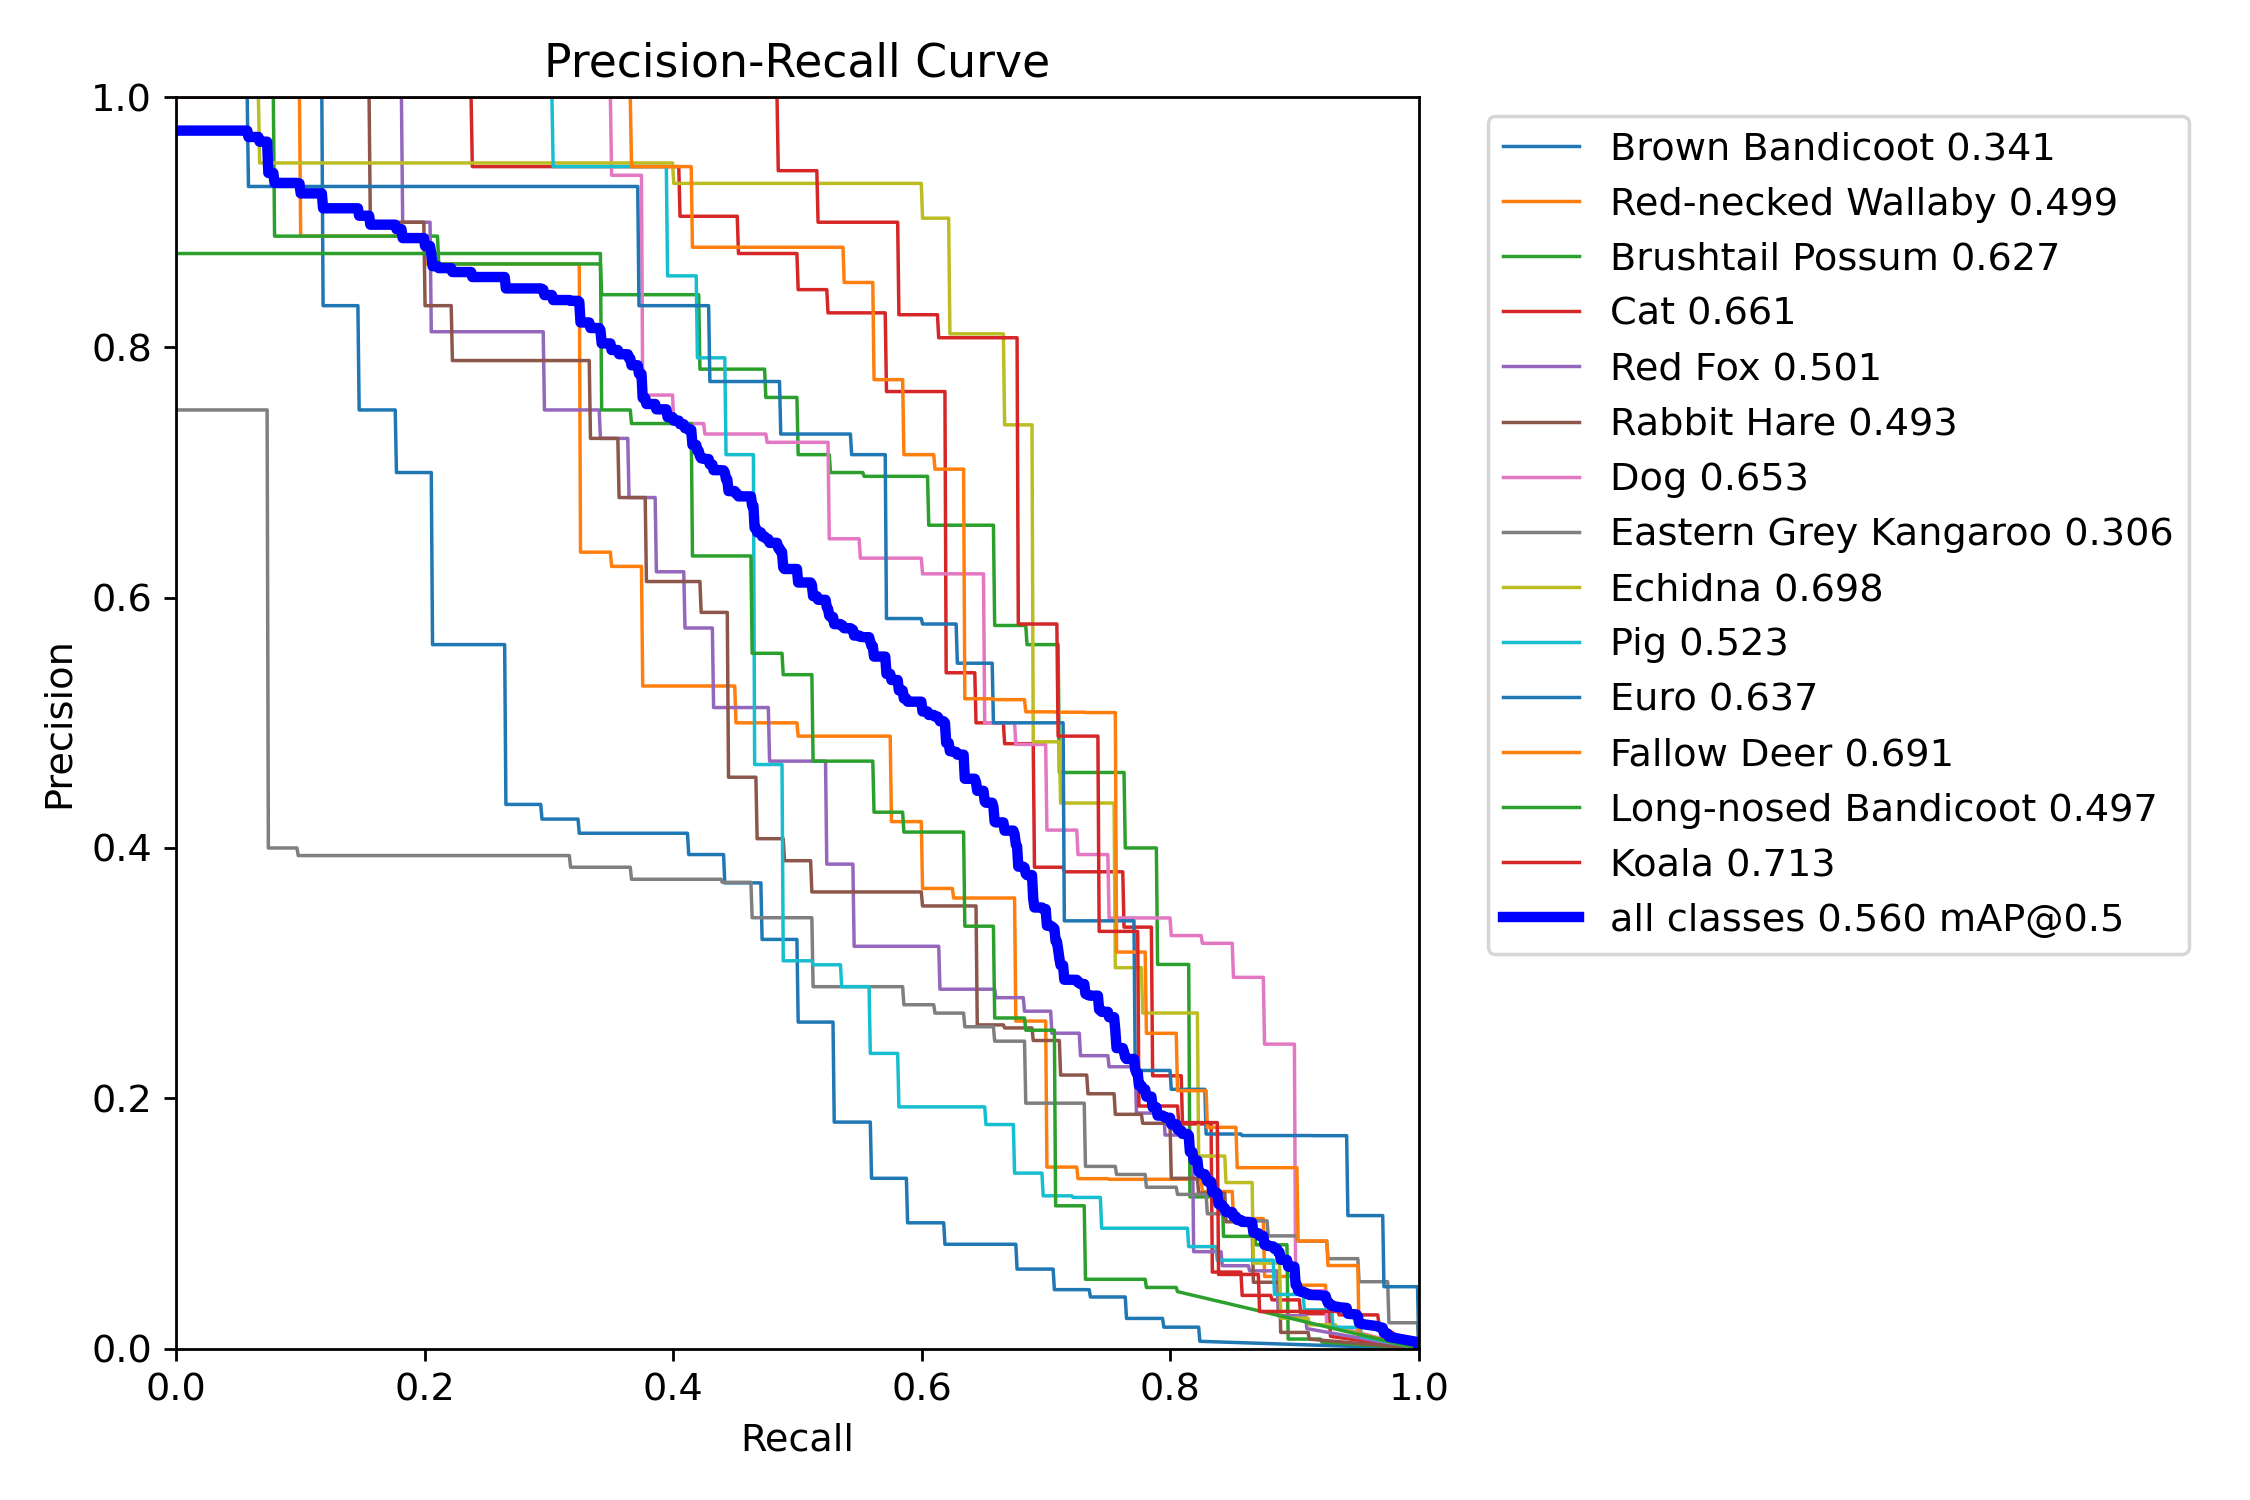 Precision-Recall Curve
1.0
0.8
0.6
0.4
0.2
0.0
Precision
0.0 0.2 0.4 0.6 0.8 1.0
Recall
Brown Bandicoot 0.341
Red-necked Wallaby 0.499
Brushtail Possum 0.627
Cat 0.661
Red Fox 0.501
Rabbit Hare 0.493
Dog 0.653
Eastern Grey Kangaroo 0.306
Echidna 0.698
Pig 0.523
Euro 0.637
Fallow Deer 0.691
Long-nosed Bandicoot 0.497
Koala 0.713
all classes 0.560 mAP@0.5